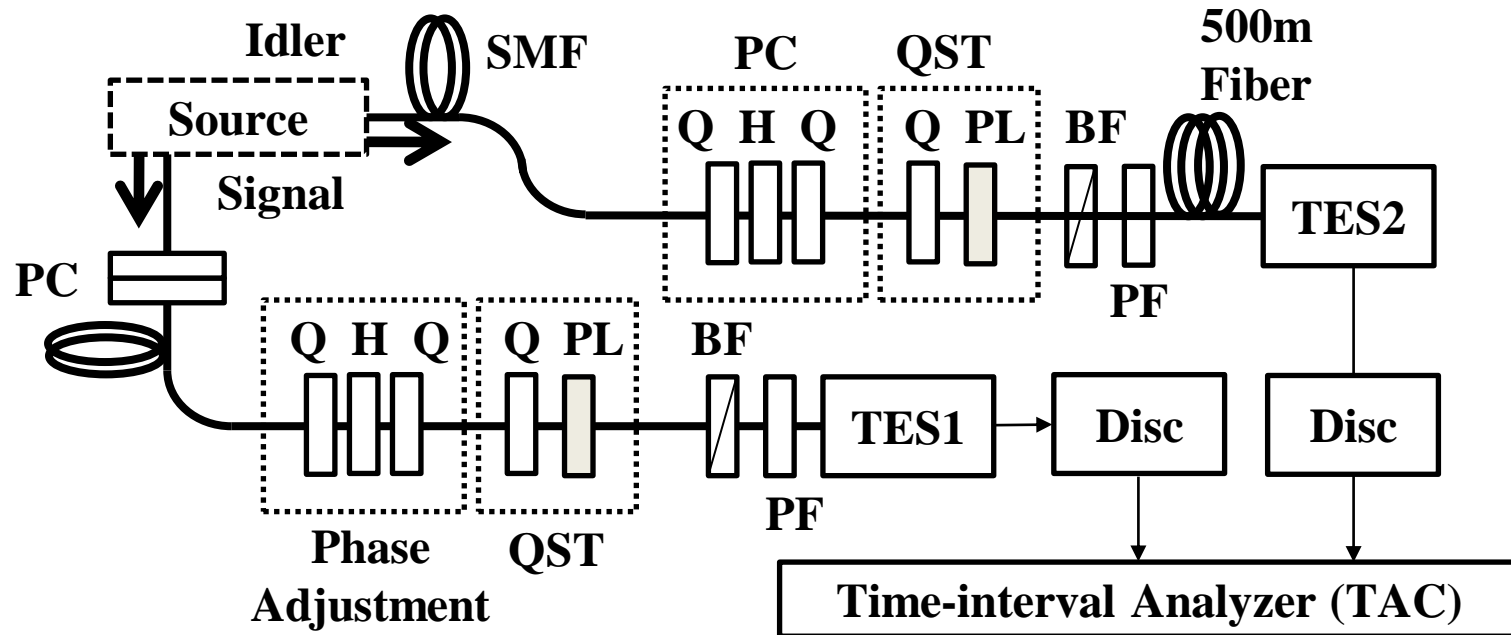 Idler
SMF
Source
Signal
PC
QST
500m
Fiber
Q H Q
Q PL
BF
PF
TES2
PC
Q H Q
Q PL
BF
PF
TES1
Disc
Disc
Phase
Adjustment
QST
Time-interval Analyzer (TAC)